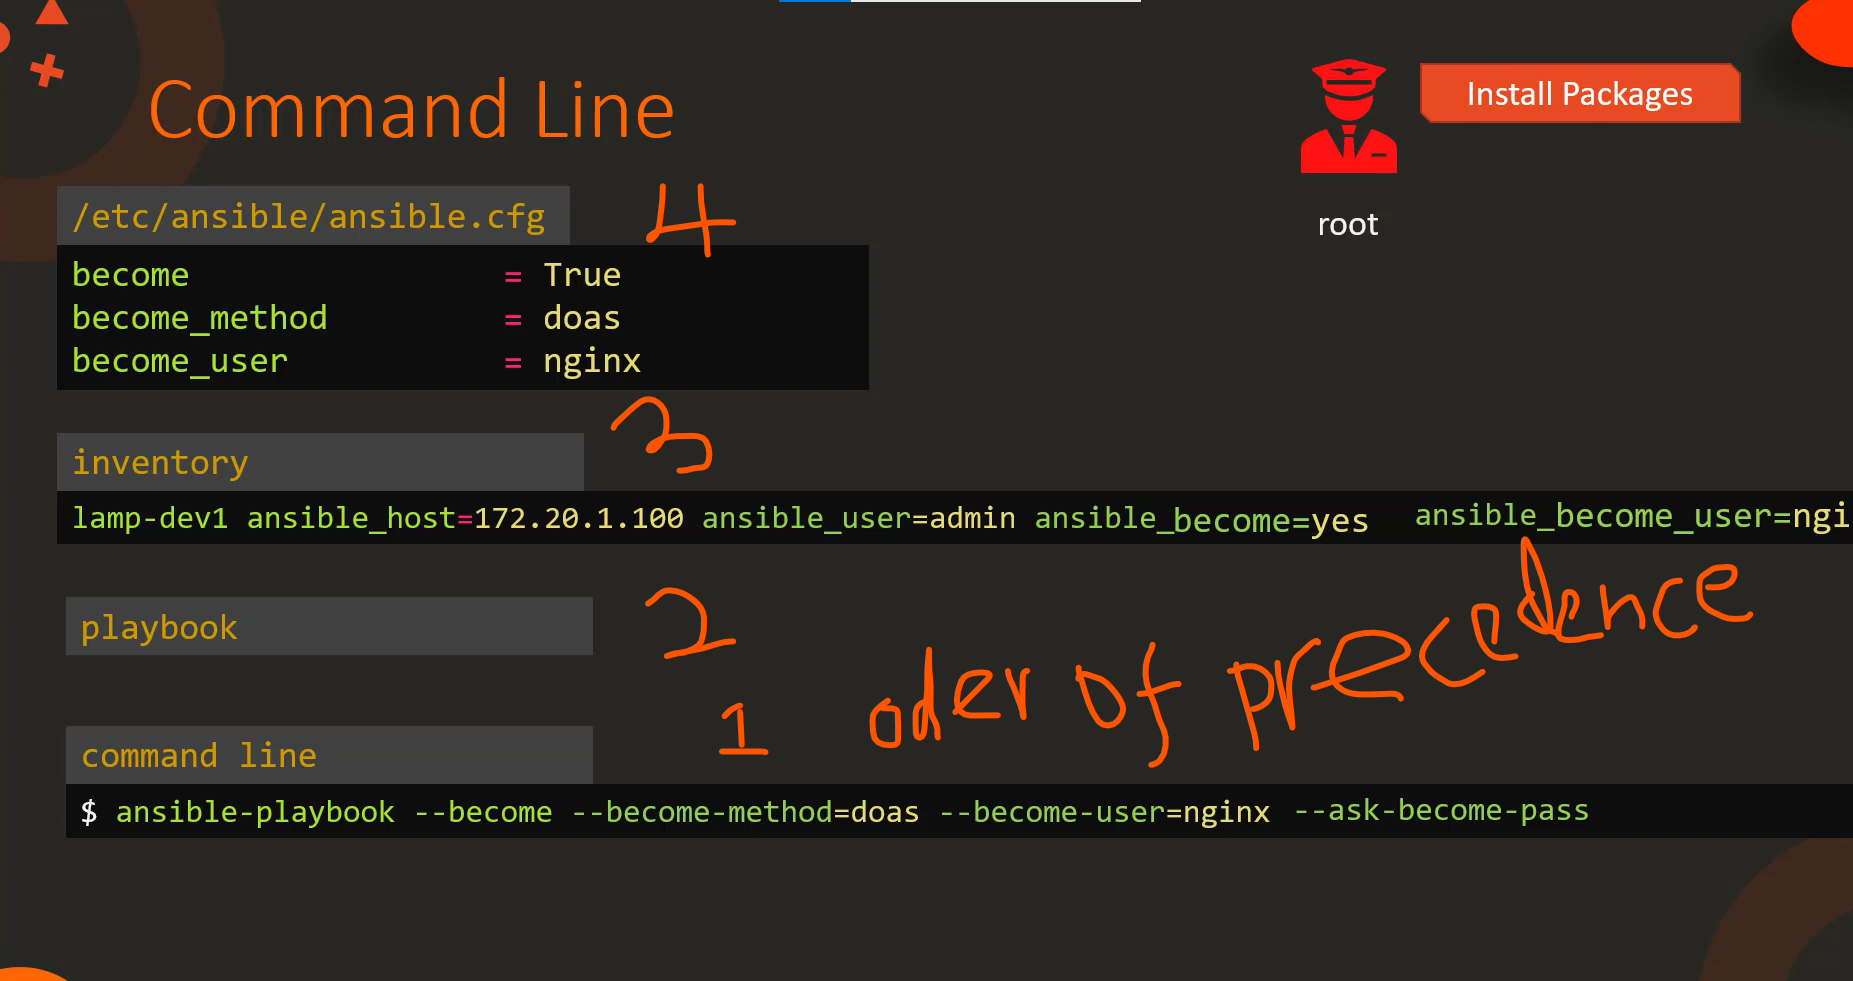 Command Line
Install Packages
root
/etc/ansible/ansible.cfg
4
become = True
become_method = doas
become_user = nginx
3
inventory
lamp-dev1 ansible_host=172.20.1.100 ansible_user=admin ansible_become=yes ansible_become_user=ngi
playbook
2
1 oder of precedence
command line
$ ansible-playbook --become --become-method=doas --become-user=nginx --ask-become-pass